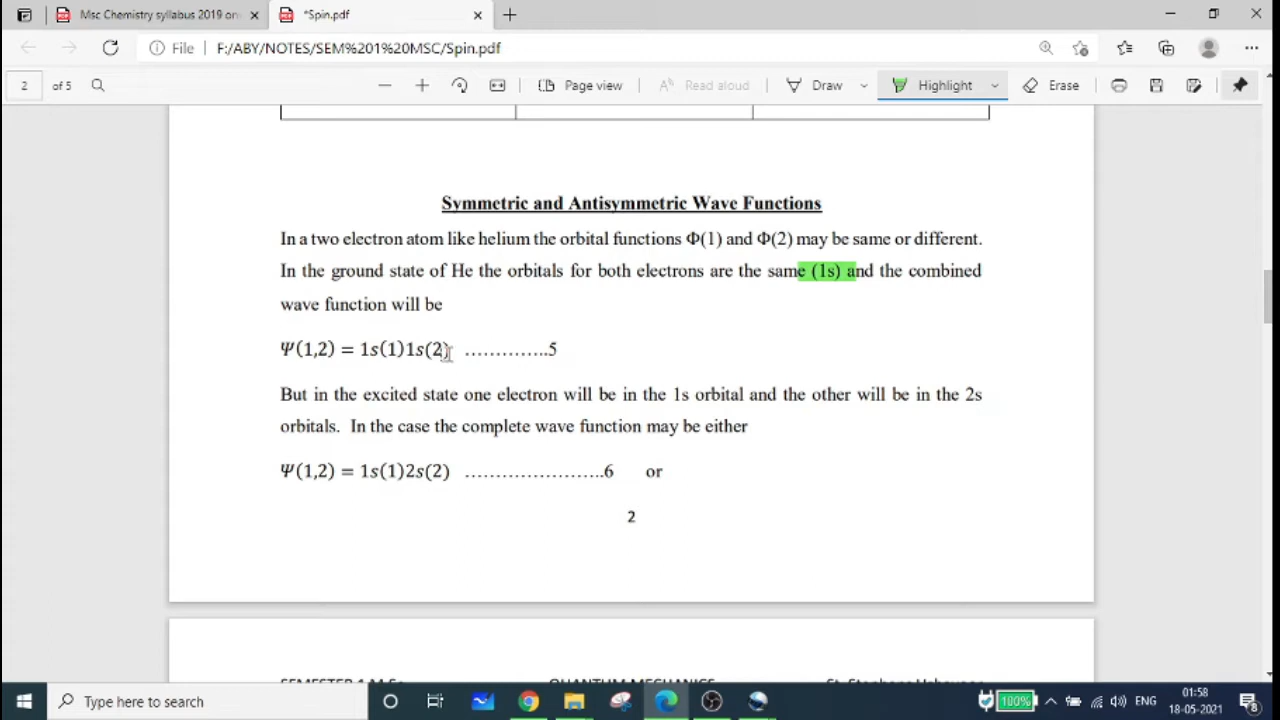 Msc Chemistry syllabus 2019 on
*Spin.pdf
File
F:/ABY/NOTES/SEM%201%20MSC/Spin.pdf
2 of 5
Page view
Read aloud
Draw
Highlight
Erase
Symmetric and Antisymmetric Wave Functions
In a two electron atom like helium the orbital functions Φ(1) and Φ(2) may be same or different.
In the ground state of He the orbitals for both electrons are the same (1s) and the combined
wave function will be
Ψ(1,2) = 1s(1)1s(2) …………..5
But in the excited state one electron will be in the 1s orbital and the other will be in the 2s
orbitals. In the case the complete wave function may be either
Ψ(1,2) = 1s(1)2s(2) …………………..6 or
2
QUANTUM MECHANICS
Type here to search
100%
ENG
01:58
18-05-2021
8